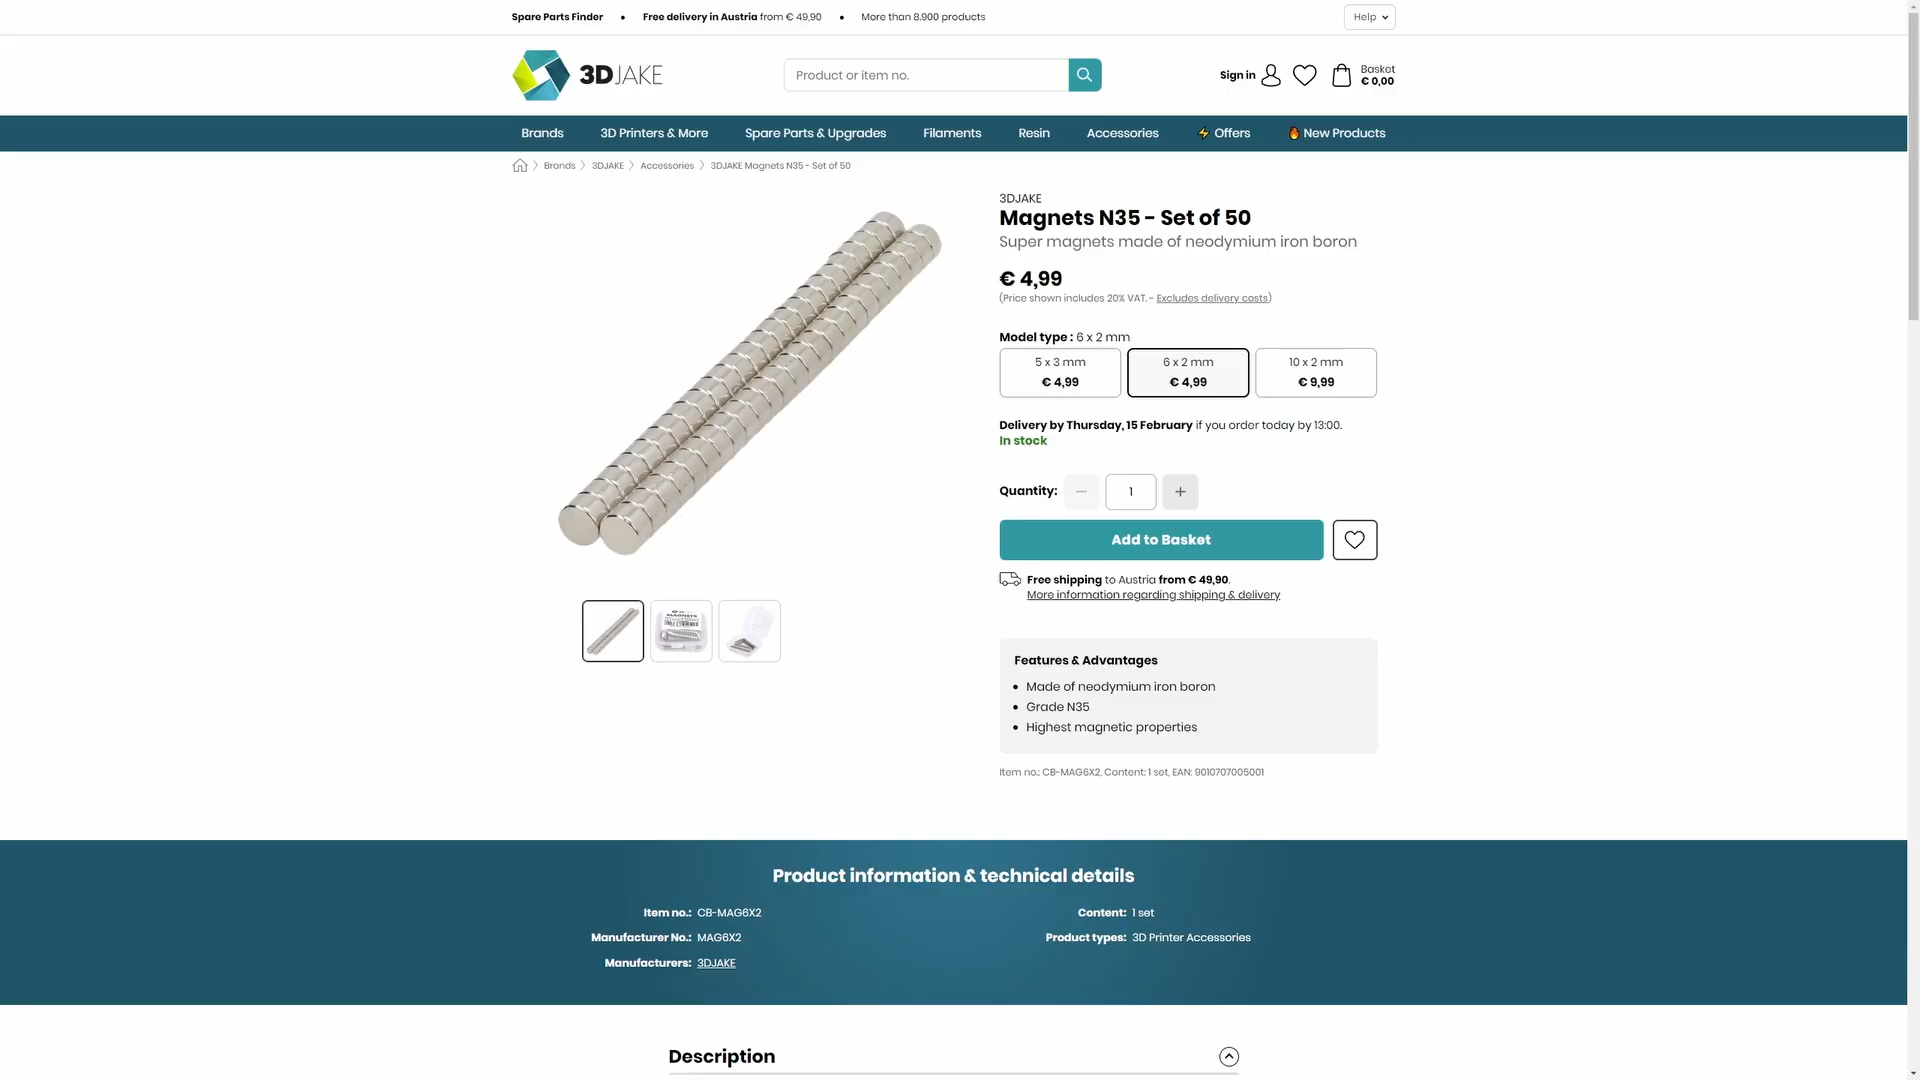 Spare Parts Finder • Free delivery in Austria from € 49,90 • More than 8.900 products
Help
3DJAKE
Product or item no.
Sign in
Basket
€ 0,00
Brands
3D Printers & More
Spare Parts & Upgrades
Filaments
Resin
Accessories
Offers
New Products
Brands
3DJAKE
Accessories
3DJAKE Magnets N35 - Set of 50
3DJAKE
Magnets N35 - Set of 50
Super magnets made of neodymium iron boron
€ 4,99
(Price shown includes 20% VAT. - Excludes delivery costs)
Model type : 6 x 2 mm
5 x 3 mm
€ 4,99
6 x 2 mm
€ 4,99
10 x 2 mm
€ 9,99
Delivery by Thursday, 15 February if you order today by 13:00.
In stock
Quantity:
1
Add to Basket
Free shipping to Austria from € 49,90.
More information regarding shipping & delivery
MAGNETS
Features & Advantages
• Made of neodymium iron boron
• Grade N35
• Highest magnetic properties
Item no.: CB-MAG6X2, Content: 1 set, EAN: 9010707005001
Product information & technical details
Item no.: CB-MAG6X2
Manufacturer No.: MAG6X2
Manufacturers: 3DJAKE
Content: 1 set
Product types: 3D Printer Accessories
Description